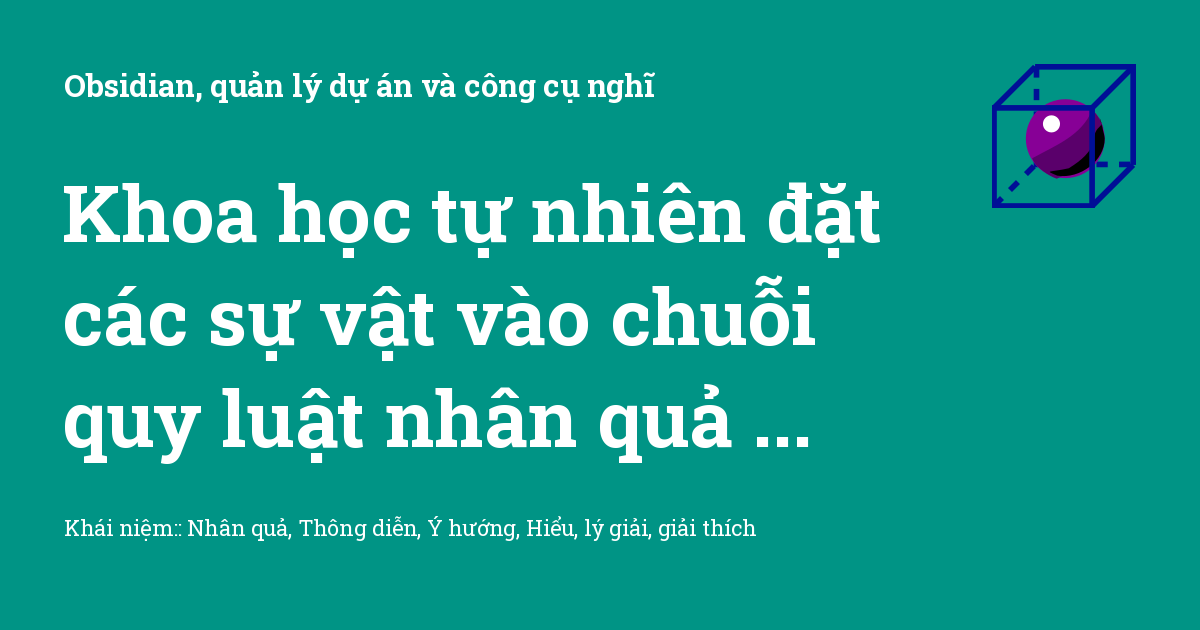 Obsidian, quản lý dự án và công cụ nghĩ
Khoa học tự nhiên đặt
các sự vật vào chuỗi
quy luật nhân quả ...
Khái niệm:: Nhân quả, Thông diễn, Ý hướng, Hiểu, lý giải, giải thích